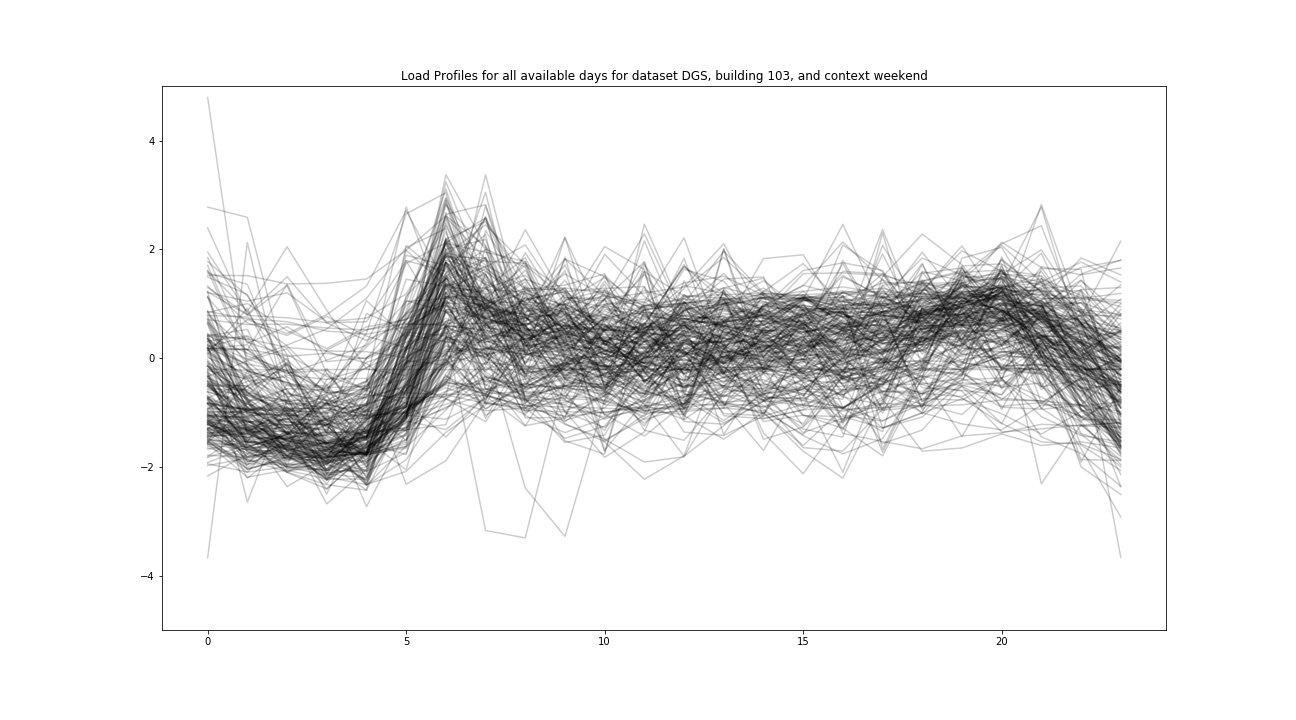 Load Profiles for all available days for dataset DGS, building 103, and context weekend
4
2
0
−2
−4
0 5 10 15 20